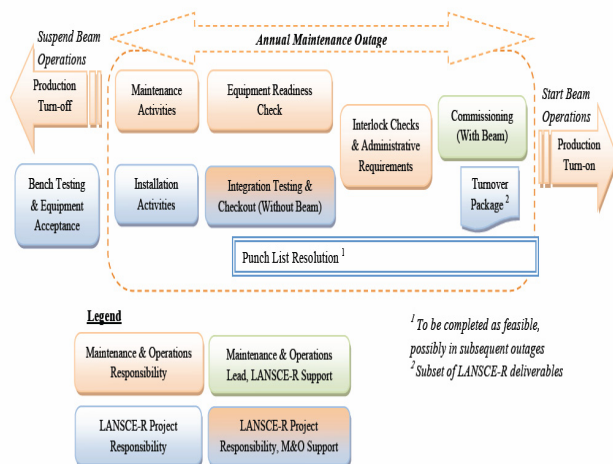 Suspend Beam
Operations
Annual Maintenance Outage
Production
Turn-off
Maintenance
Activities
Equipment Readiness
Check
Interlock Checks
& Administrative
Requirements
Commissioning
(With Beam)
Start Beam
Operations
Production
Turn-on
Bench Testing
& Equipment
Acceptance
Installation
Activities
Integration Testing &
Checkout (Without Beam)
Turnover
Package 2
Punch List Resolution 1
Legend
Maintenance & Operations
Responsibility
Maintenance & Operations
Lead, LANSCE-R Support
LANSCE-R Project
Responsibility
LANSCE-R Project
Responsibility, M&O Support
1 To be completed as feasible,
possibly in subsequent outages
2 Subset of LANSCE-R deliverables